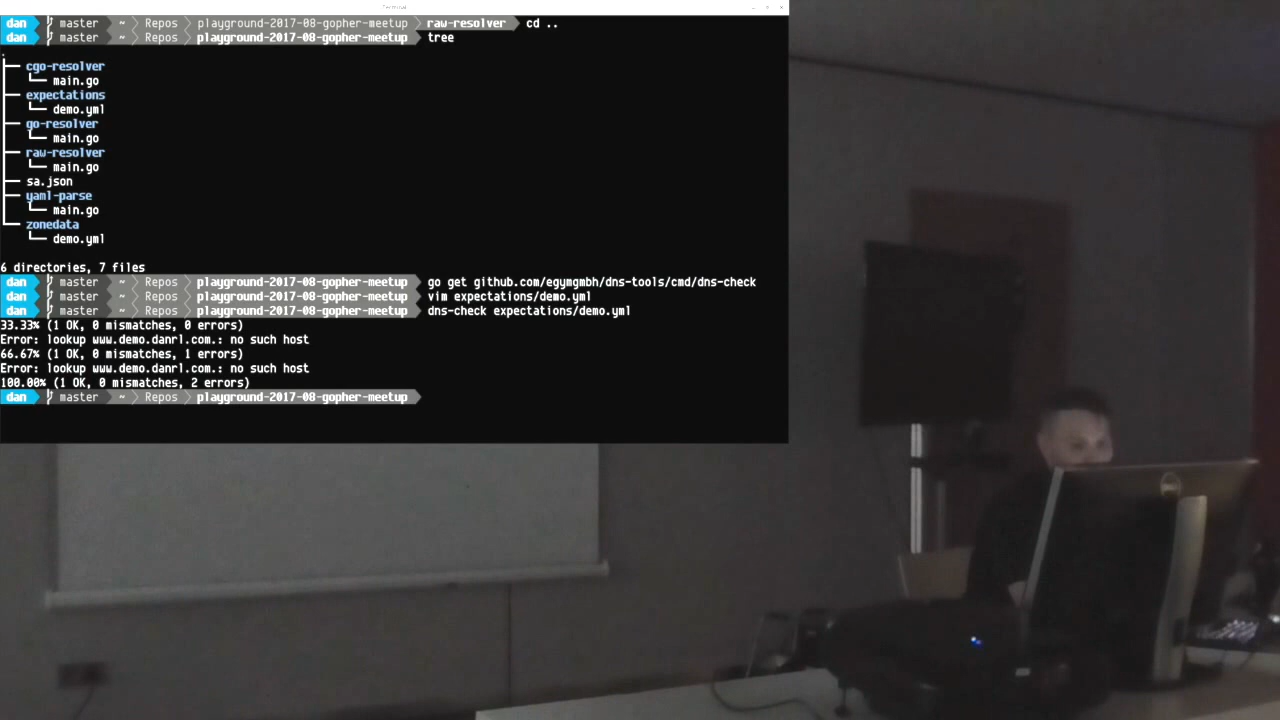 Terminal
dan master ~ Repos playground-2017-08-gopher-meetup raw-resolver cd ..
dan master ~ Repos playground-2017-08-gopher-meetup tree
.
├── cgo-resolver
│   └── main.go
├── expectations
│   └── demo.yml
├── go-resolver
│   └── main.go
├── raw-resolver
│   └── main.go
├── sa.json
├── yaml-parse
│   └── main.go
└── zonedata
    └── demo.yml
6 directories, 7 files
dan master ~ Repos playground-2017-08-gopher-meetup go get github.com/egymgmbh/dns-tools/cmd/dns-check
dan master ~ Repos playground-2017-08-gopher-meetup vim expectations/demo.yml
dan master ~ Repos playground-2017-08-gopher-meetup dns-check expectations/demo.yml
33.33% (1 OK, 0 mismatches, 0 errors)
Error: lookup www.demo.danrl.com.: no such host
66.67% (1 OK, 0 mismatches, 1 errors)
Error: lookup www.demo.danrl.com.: no such host
100.00% (1 OK, 0 mismatches, 2 errors)
dan master ~ Repos playground-2017-08-gopher-meetup